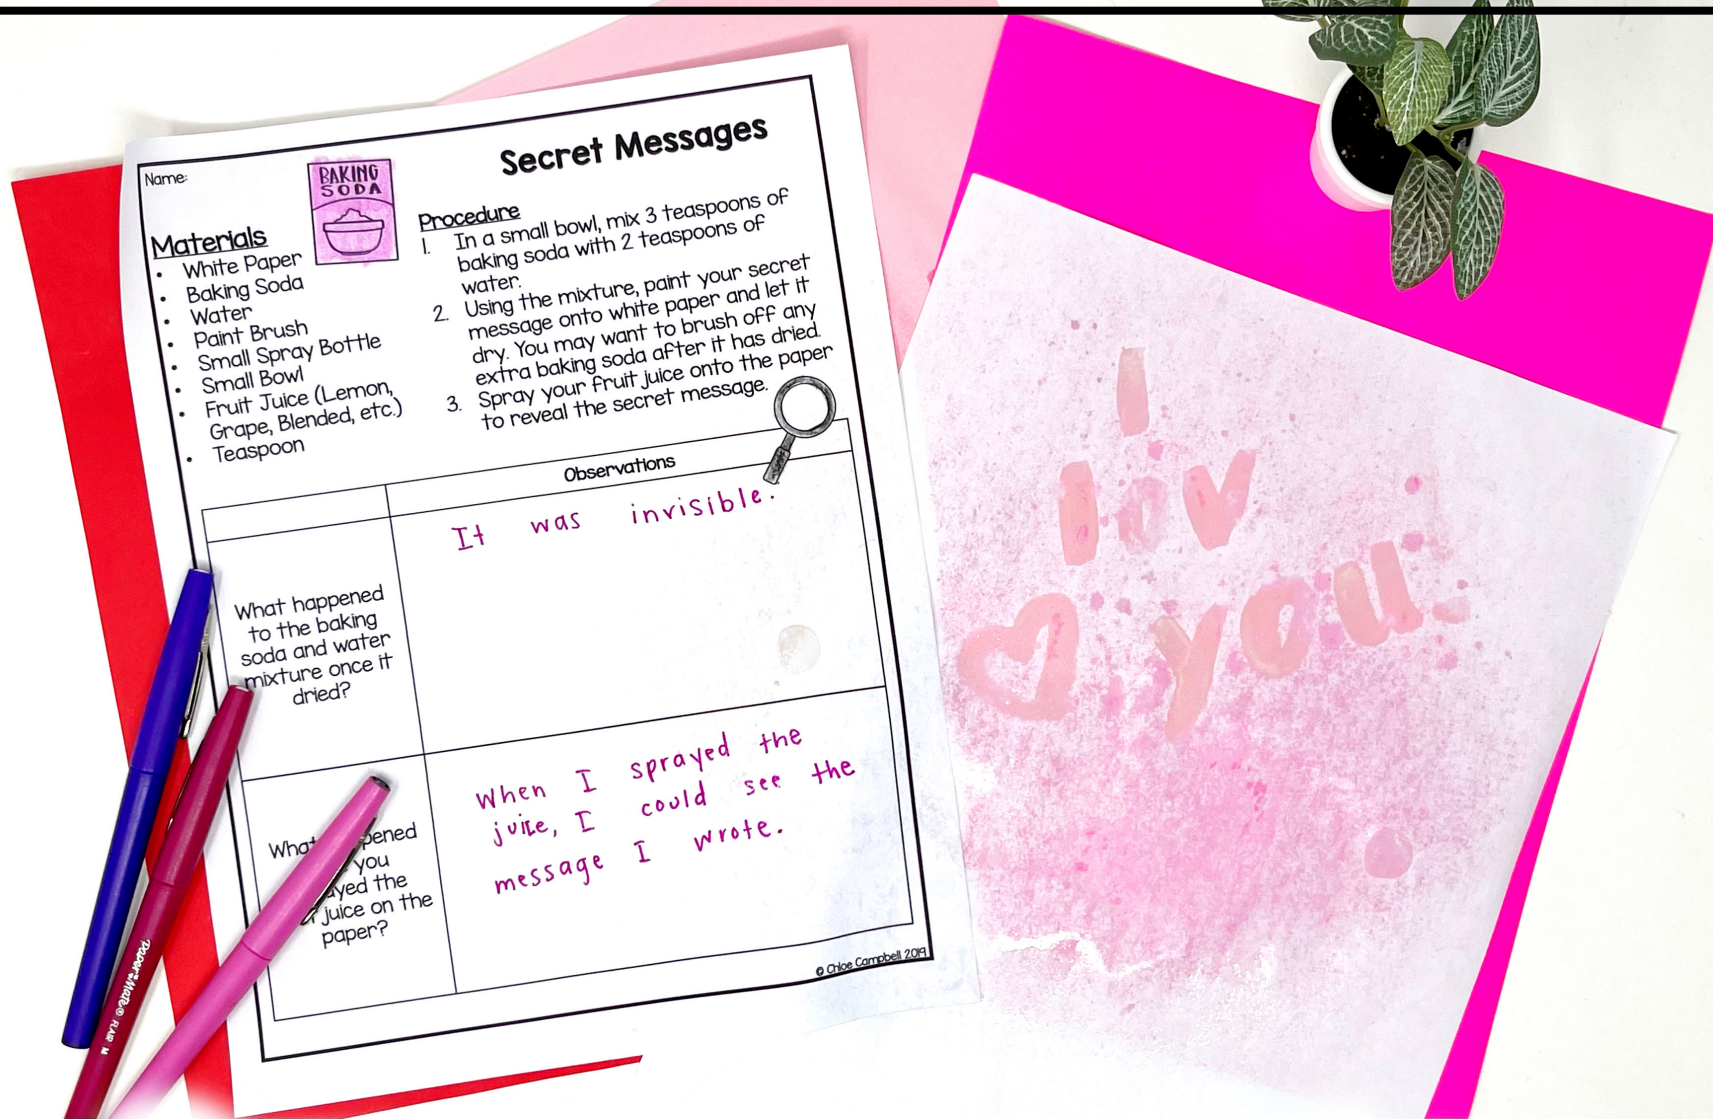 Name:
BAKING
SODA
Secret Messages
Materials
• White Paper
• Baking Soda
• Water
• Paint Brush
• Small Spray Bottle
• Small Bowl
• Fruit Juice (Lemon,
Grape, Blended, etc.)
• Teaspoon
Procedure
1. In a small bowl, mix 3 teaspoons of
baking soda with 2 teaspoons of
water.
2. Using the mixture, paint your secret
message onto white paper and let it
dry. You may want to brush off any
extra baking soda after it has dried.
3. Spray your fruit juice onto the paper
to reveal the secret message.
Observations
What happened
to the baking
soda and water
mixture once it
dried?
It was invisible.
you
juice on the
paper?
When I sprayed the
juice, I could see the
message I wrote.
© Chloe Campbell 2019
PaperMate® FLAIR M
I
lov
you